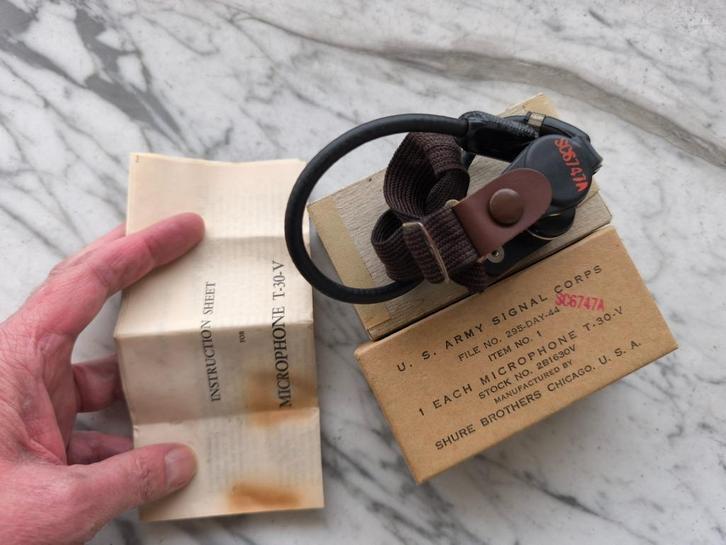 INSTRUCTION SHEET
FOR
MICROPHONE T-30-V
SC6747A
U. S. ARMY SIGNAL CORPS
SC6747A
FILE NO. 295-DAY-44
ITEM NO. 1
1 EACH MICROPHONE T-30-V
STOCK NO. 2B1630V
MANUFACTURED BY
SHURE BROTHERS CHICAGO, U. S. A.